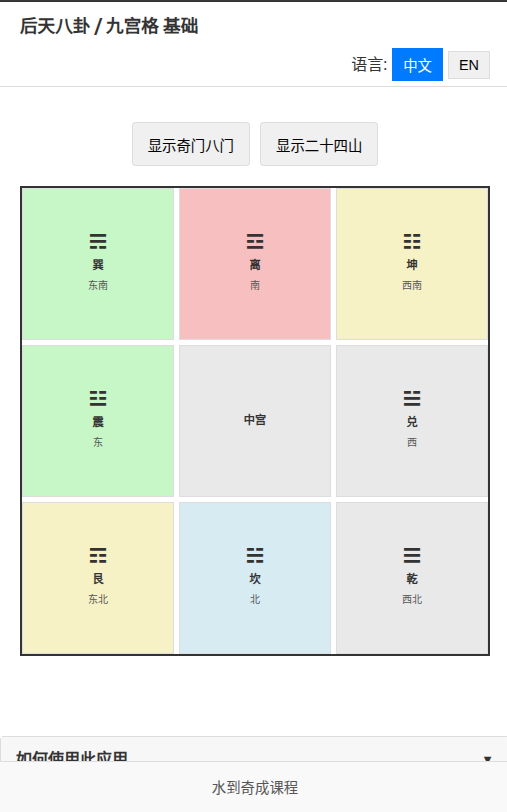 后天八卦 / 九宫格 基础
语言: 中文 EN
显示奇门八门 显示二十四山
☴ ☲ ☷
巽 离 坤
东南 南 西南
☳ ☱
震 中宫 兑
东 西
☶ ☵ ☰
艮 坎 乾
东北 北 西北
如何使用此应用 ▼
水到奇成课程